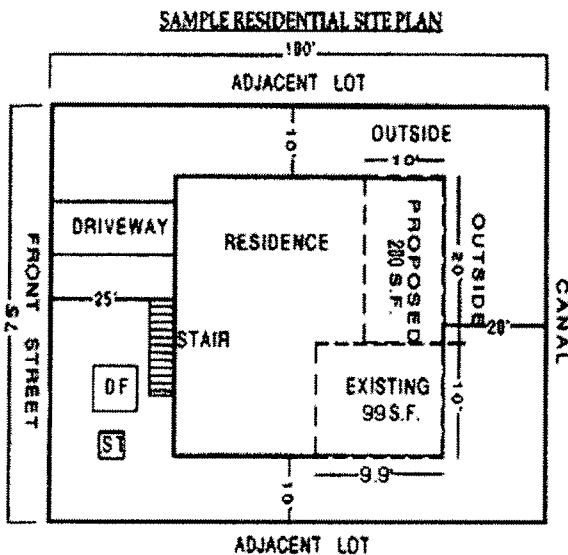 SAMPLE RESIDENTIAL SITE PLAN
100'
ADJACENT LOT
OUTSIDE
10'
10'
DRIVEWAY
RESIDENCE
PROPOSED
200 S.F.
20'
OUTSIDE
FRONT STREET
75'
25'
STAIR
20'
CANAL
DF
ST
EXISTING
99 S.F.
10'
9.9'
10'
ADJACENT LOT